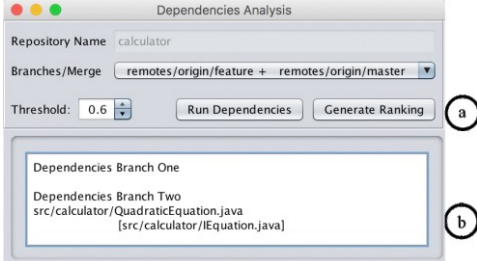 Dependencies Analysis
Repository Name calculator
Branches/Merge remotes/origin/feature + remotes/origin/master
Threshold: 0.6 Run Dependencies Generate Ranking
a
Dependencies Branch One
Dependencies Branch Two
src/calculator/QuadraticEquation.java
[src/calculator/IEquation.java]
b